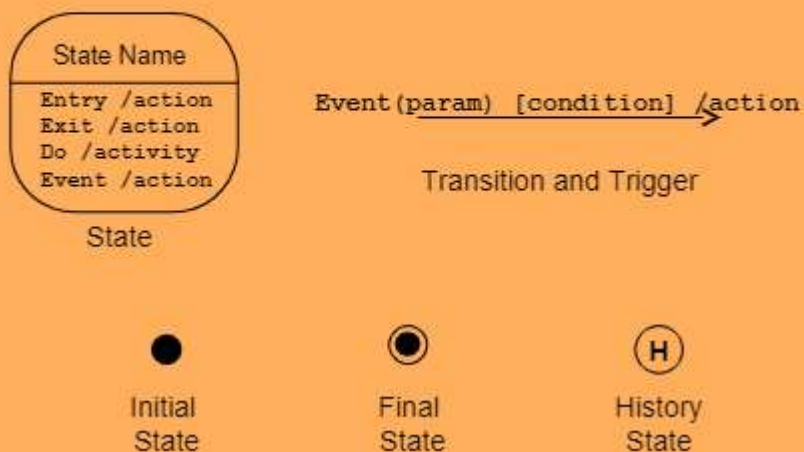 State Name
Entry /action
Exit /action
Do /activity
Event /action
State
Event(param) [condition] /action
Transition and Trigger
Initial
State
Final
State
H
History
State